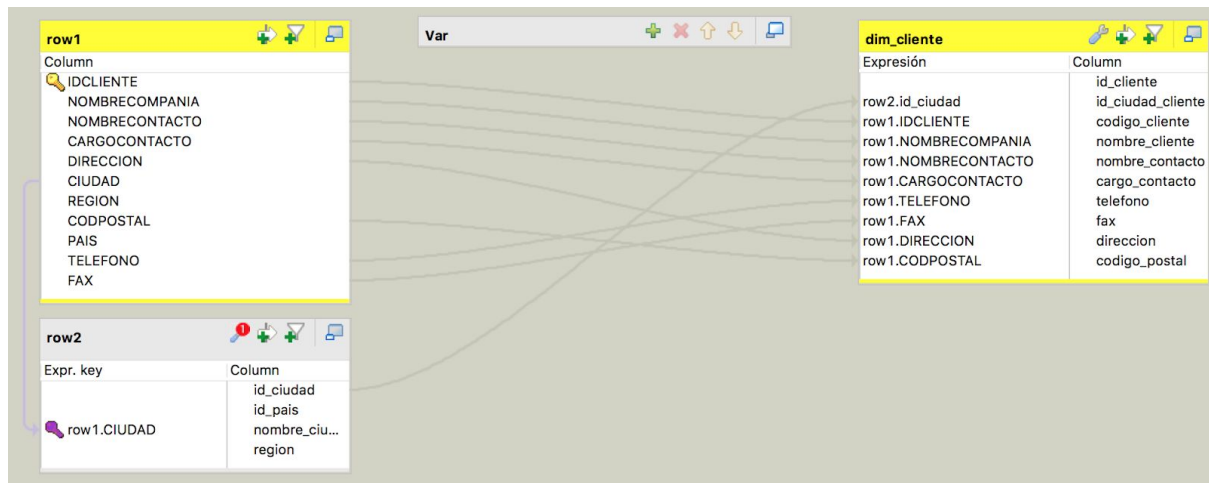 row1
Column
IDCLIENTE
NOMBRECOMPANIA
NOMBRECONTACTO
CARGOCONTACTO
DIRECCION
CIUDAD
REGION
CODPOSTAL
PAIS
TELEFONO
FAX
row2
1
Expr. key Column
id_ciudad
id_pais
row1.CIUDAD nombre_ciu...
region
Var
dim_cliente
Expresión Column
id_cliente
row2.id_ciudad id_ciudad_cliente
row1.IDCLIENTE codigo_cliente
row1.NOMBRECOMPANIA nombre_cliente
row1.NOMBRECONTACTO nombre_contacto
row1.CARGOCONTACTO cargo_contacto
row1.TELEFONO telefono
row1.FAX fax
row1.DIRECCION direccion
row1.CODPOSTAL codigo_postal